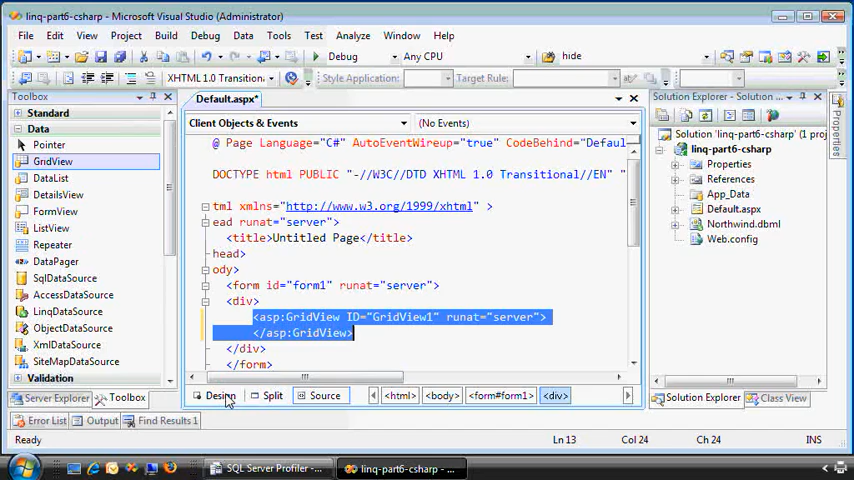 linq-part6-csharp - Microsoft Visual Studio (Administrator)
File Edit View Project Build Debug Data Tools Test Analyze Window Help
Debug Any CPU hide
XHTML 1.0 Transition Style Application: Target Rule:
Toolbox
Standard
Data
Pointer
GridView
DataList
DetailsView
FormView
ListView
Repeater
DataPager
SqlDataSource
AccessDataSource
LinqDataSource
ObjectDataSource
XmlDataSource
SiteMapDataSource
Validation
Server Explorer Toolbox
Default.aspx*
Client Objects & Events (No Events)
@ Page Language="C#" AutoEventWireup="true" CodeBehind="Defaul
DOCTYPE html PUBLIC "-//W3C//DTD XHTML 1.0 Transitional//EN" "
tml xmlns="http://www.w3.org/1999/xhtml" >
ead runat="server">
<title>Untitled Page</title>
head>
ody>
<form id="form1" runat="server">
<div>
<asp:GridView ID="GridView1" runat="server">
</asp:GridView>
</div>
</form>
Design Split Source <html> <body> <form#form1> <div>
Solution Explorer
Solution 'linq-part6-csharp' (1 proj
linq-part6-csharp
Properties
References
App_Data
Default.aspx
Northwind.dbml
Web.config
Solution Explorer Class View
Properties
Error List Output Find Results 1
Ready Ln 13 Col 24 Ch 24 INS
SQL Server Profiler -... linq-part6-csharp - ...